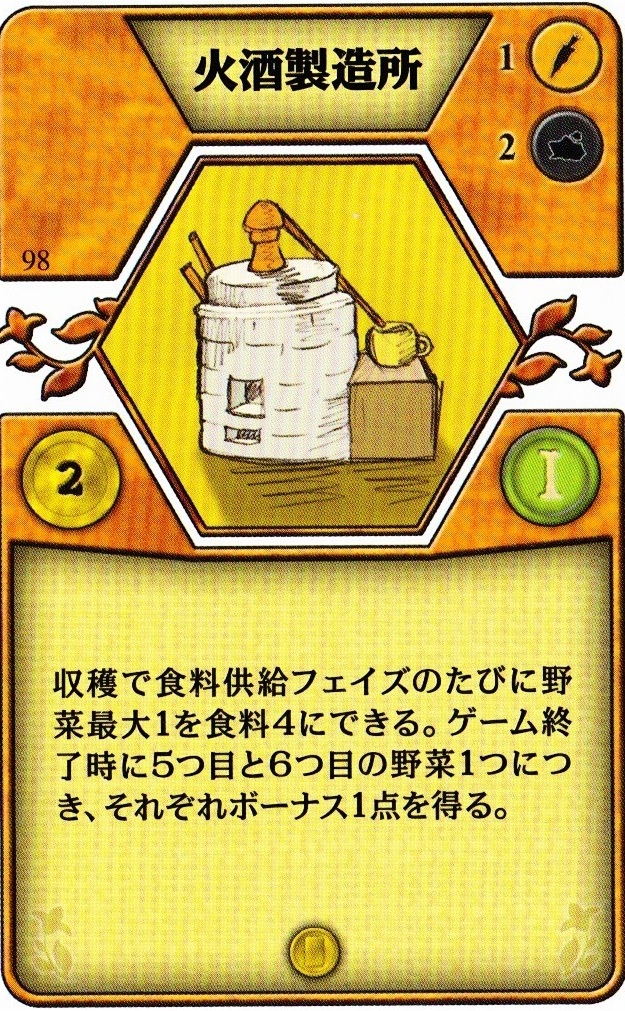 火酒製造所
1
2
98
2
I
収穫で食料供給フェイズのたびに野
菜最大1を食料4にできる。ゲーム終
了時に5つ目と6つ目の野菜1つにつ
き、それぞれボーナス1点を得る。